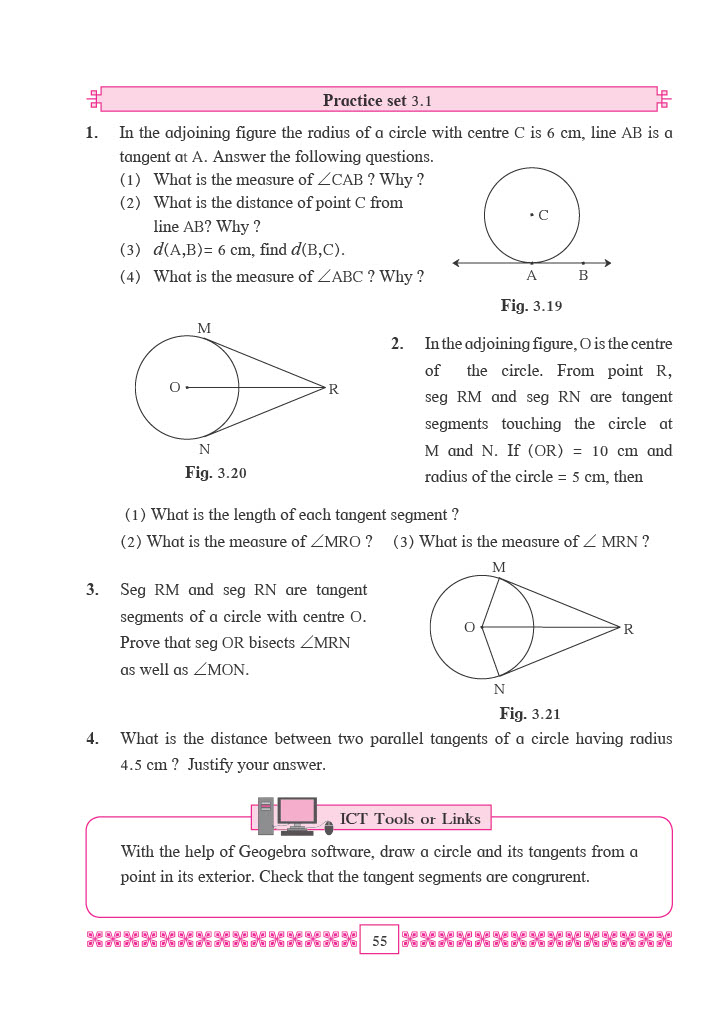 Practice set 3.1
1. In the adjoining figure the radius of a circle with centre C is 6 cm, line AB is a
tangent at A. Answer the following questions.
(1) What is the measure of ∠CAB ? Why ?
(2) What is the distance of point C from
line AB? Why ?
(3) d(A,B)= 6 cm, find d(B,C).
(4) What is the measure of ∠ABC ? Why ?
C
A B
Fig. 3.19
M
O
R
N
Fig. 3.20
2. In the adjoining figure, O is the centre
of the circle. From point R,
seg RM and seg RN are tangent
segments touching the circle at
M and N. If (OR) = 10 cm and
radius of the circle = 5 cm, then
(1) What is the length of each tangent segment ?
(2) What is the measure of ∠MRO ? (3) What is the measure of ∠ MRN ?
3. Seg RM and seg RN are tangent
segments of a circle with centre O.
Prove that seg OR bisects ∠MRN
as well as ∠MON.
M
O
R
N
Fig. 3.21
4. What is the distance between two parallel tangents of a circle having radius
4.5 cm ? Justify your answer.
ICT Tools or Links
With the help of Geogebra software, draw a circle and its tangents from a
point in its exterior. Check that the tangent segments are congrurent.
55